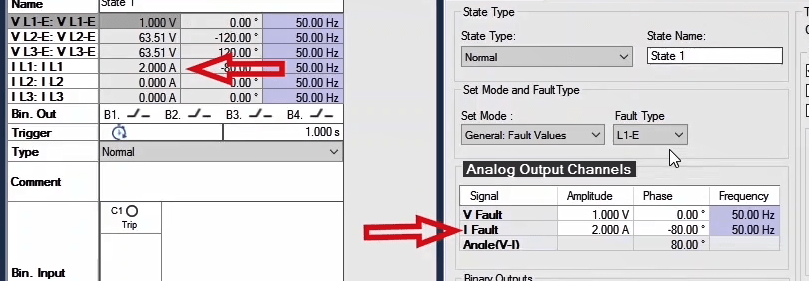 Name State 1
V L1-E: V L1-E 1.000 V 0.00 ° 50.00 Hz
V L2-E: V L2-E 63.51 V -120.00 ° 50.00 Hz
V L3-E: V L3-E 63.51 V 120.00 ° 50.00 Hz
I L1: I L1 2.000 A -80.00 ° 50.00 Hz
I L2: I L2 0.000 A 0.00 ° 50.00 Hz
I L3: I L3 0.000 A 0.00 ° 50.00 Hz
Bin. Out B1. B2. B3. B4.
Trigger 1.000 s
Type Normal
Comment
C1
Trip
Bin. Input
State Type
State Type: State Name:
Normal State 1
Set Mode and FaultType
Set Mode : Fault Type
General: Fault Values L1-E
Analog Output Channels
Signal Amplitude Phase Frequency
V Fault 1.000 V 0.00 ° 50.00 Hz
I Fault 2.000 A -80.00 ° 50.00 Hz
Angle(V-I) 80.00 °
Binary Outputs